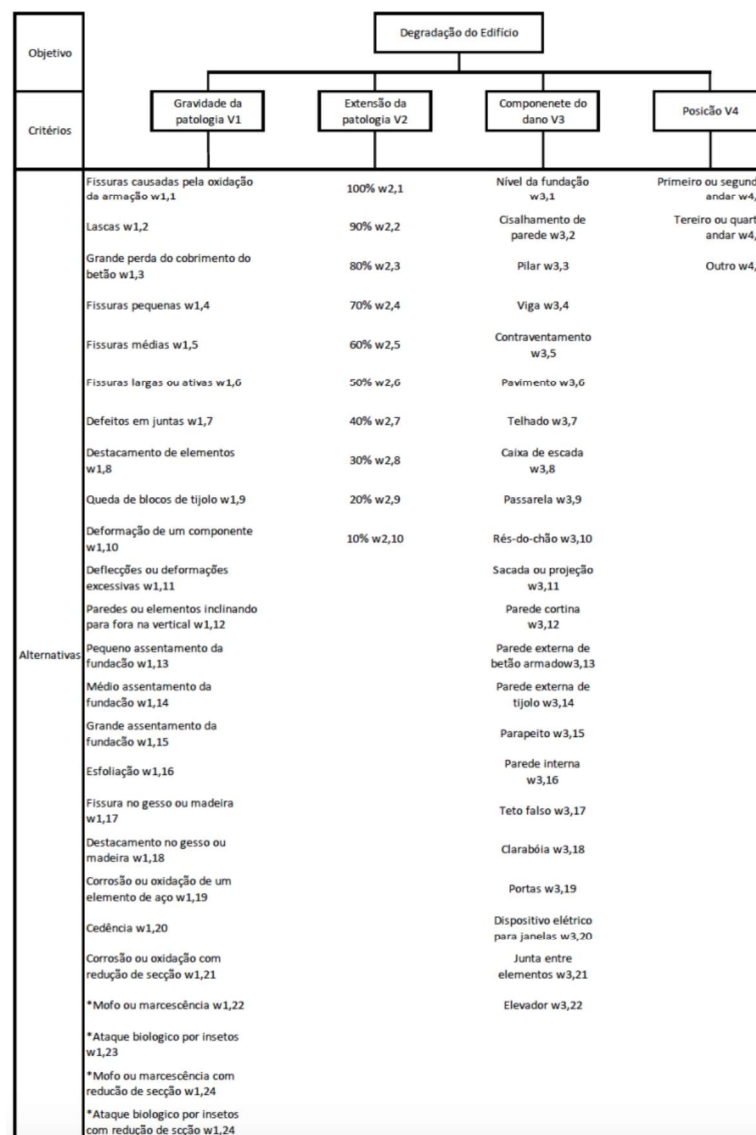 Objetivo
Degradação do Edifício
Critérios
Gravidade da
patologia V1
Extensão da
patologia V2
Componenete do
dano V3
Posicão V4
Alternativas
Fissuras causadas pela oxidação
da armação w1,1
Lascas w1,2
Grande perda do cobrimento do
betão w1,3
Fissuras pequenas w1,4
Fissuras médias w1,5
Fissuras largas ou ativas w1,6
Defeitos em juntas w1,7
Destacamento de elementos
w1,8
Queda de blocos de tijolo w1,9
Deformação de um componente
w1,10
Deflecções ou deformações
excessivas w1,11
Paredes ou elementos inclinando
para fora na vertical w1,12
Pequeno assentamento da
fundacão w1,13
Médio assentamento da
fundacão w1,14
Grande assentamento da
fundacão w1,15
Esfoliação w1,16
Fissura no gesso ou madeira
w1,17
Destacamento no gesso ou
madeira w1,18
Corrosão ou oxidação de um
elemento de aço w1,19
Cedência w1,20
Corrosão ou oxidação com
redução de secção w1,21
*Mofo ou marcescência w1,22
*Ataque biologico por insetos
w1,23
*Mofo ou marcescência com
reducão de secção w1,24
*Ataque biologico por insetos
com redução de scção w1,24
100% w2,1
90% w2,2
80% w2,3
70% w2,4
60% w2,5
50% w2,6
40% w2,7
30% w2,8
20% w2,9
10% w2,10
Nível da fundação
w3,1
Cisalhamento de
parede w3,2
Pilar w3,3
Viga w3,4
Contraventamento
w3,5
Pavimento w3,6
Telhado w3,7
Caixa de escada
w3,8
Passarela w3,9
Rés-do-chão w3,10
Sacada ou projeção
w3,11
Parede cortina
w3,12
Parede externa de
betão armadow3,13
Parede externa de
tijolo w3,14
Parapeito w3,15
Parede interna
w3,16
Teto falso w3,17
Clarabóia w3,18
Portas w3,19
Dispositivo elétrico
para janelas w3,20
Junta entre
elementos w3,21
Elevador w3,22
Primeiro ou segund
andar w4,
Tereiro ou quart
andar w4,
Outro w4,